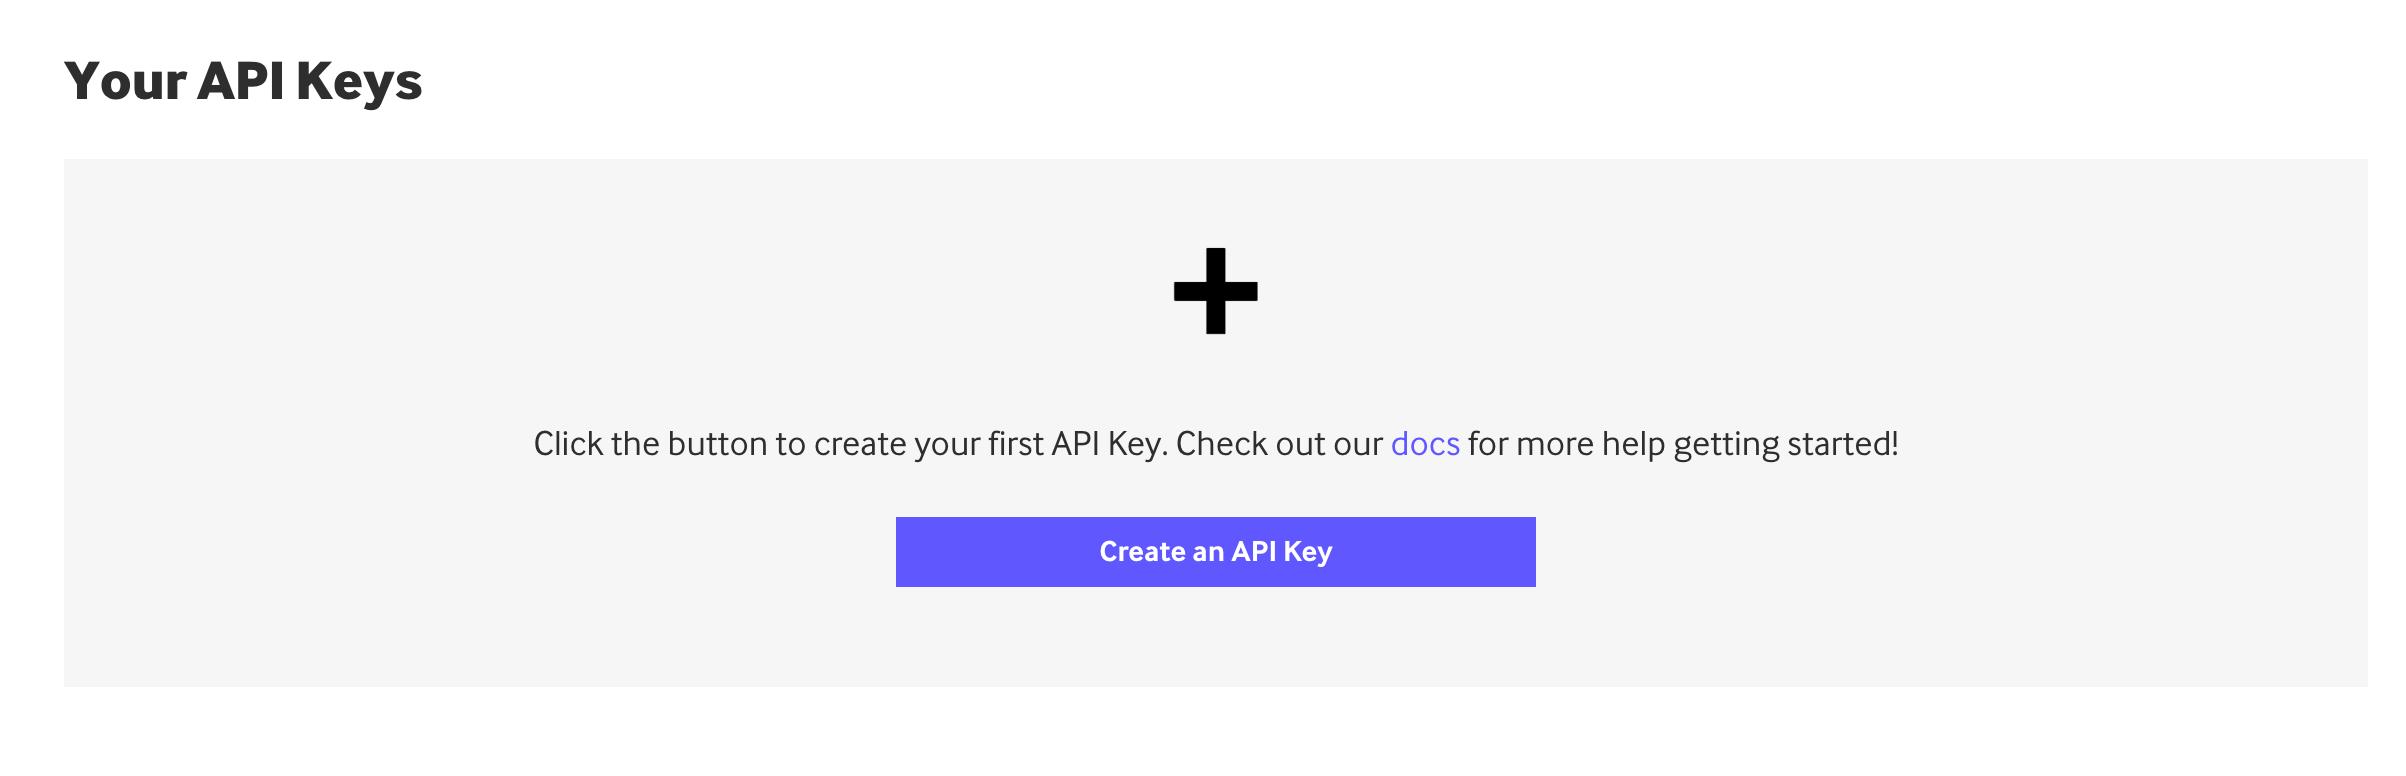 Your API Keys
Click the button to create your first API Key. Check out our docs for more help getting started!
Create an API Key